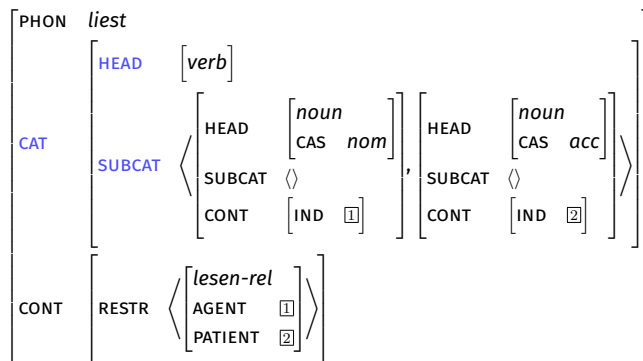 PHON liest
HEAD [verb]
CAT
SUBCAT ⟨[HEAD [noun CAS nom] SUBCAT ⟨⟩ CONT [IND 1]], [HEAD [noun CAS acc] SUBCAT ⟨⟩ CONT [IND 2]]⟩
CONT [RESTR ⟨[lesen-rel AGENT 1 PATIENT 2]⟩]